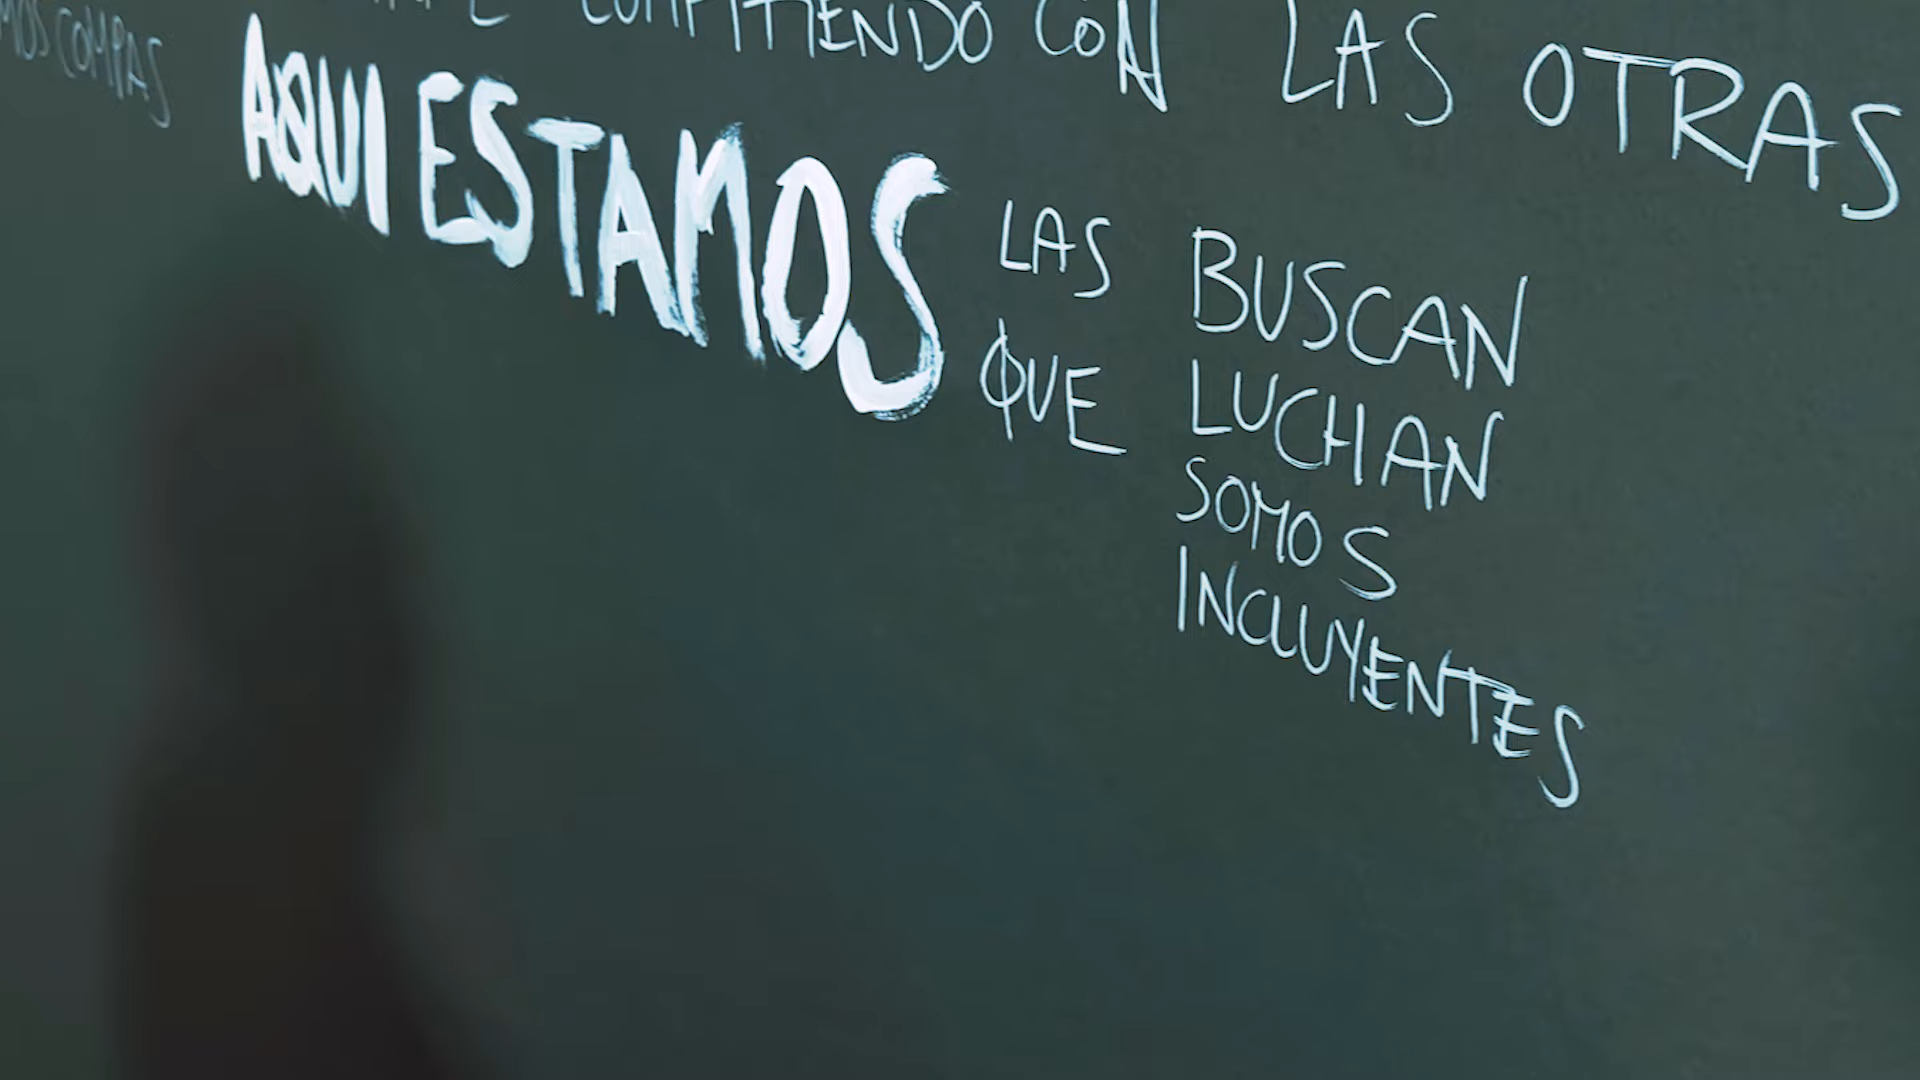 COMPITIENDO CON LAS OTRAS
MOS COMPAS
AQUI ESTAMOS
LAS QUE
BUSCAN
LUCHAN
SOMOS
INCLUYENTES